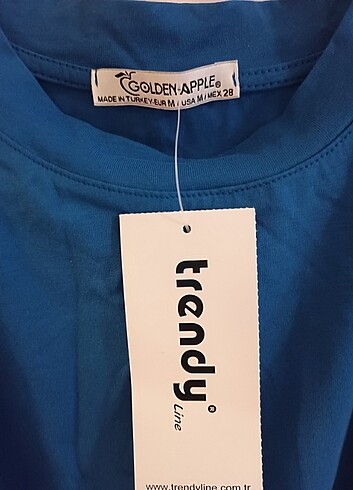 GOLDEN APPLE®
MADE IN TURKEY-EUR M / USA M / MEX 28
trendy®
Line
www.trendyline.com.tr